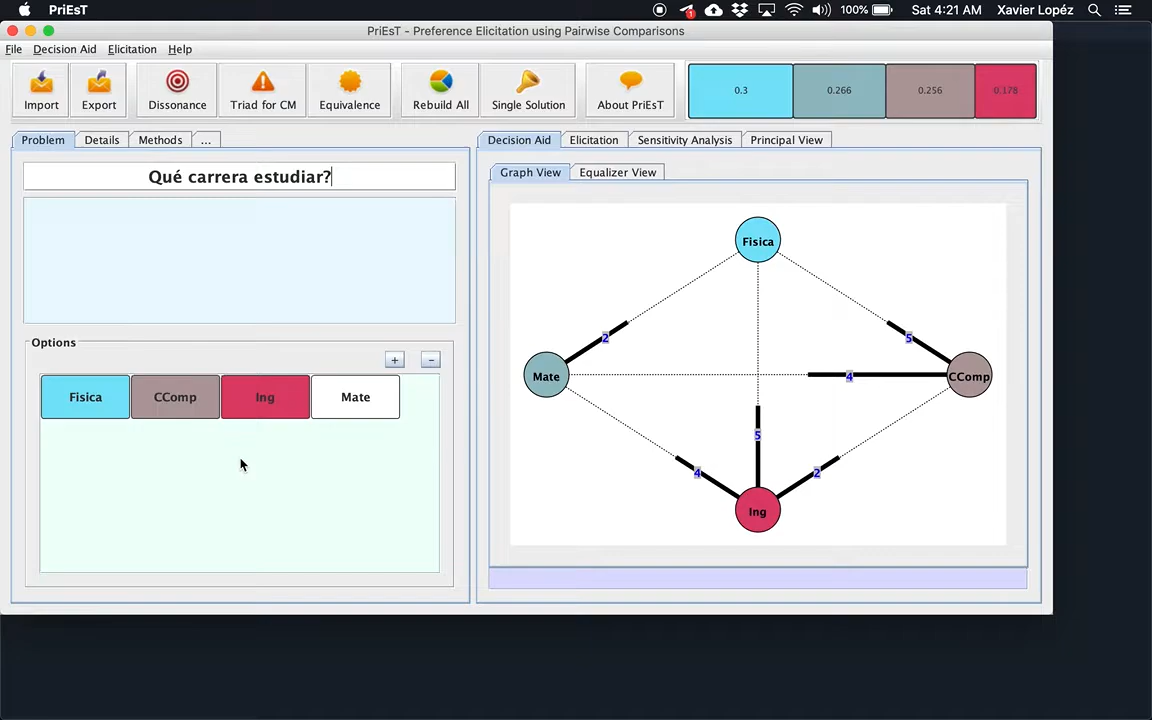 PriEsT
1
100%
Sat 4:21 AM
Xavier Lopéz
PriEsT - Preference Elicitation using Pairwise Comparisons
File Decision Aid Elicitation Help
Import
Export
Dissonance
Triad for CM
Equivalence
Rebuild All
Single Solution
About PriEsT
0.3
0.266
0.256
0.178
Problem
Details
Methods
...
Qué carrera estudiar?
Options
+
-
Fisica
CComp
Ing
Mate
Decision Aid
Elicitation
Sensitivity Analysis
Principal View
Graph View
Equalizer View
Fisica
2
5
Mate
4
CComp
5
4
2
Ing